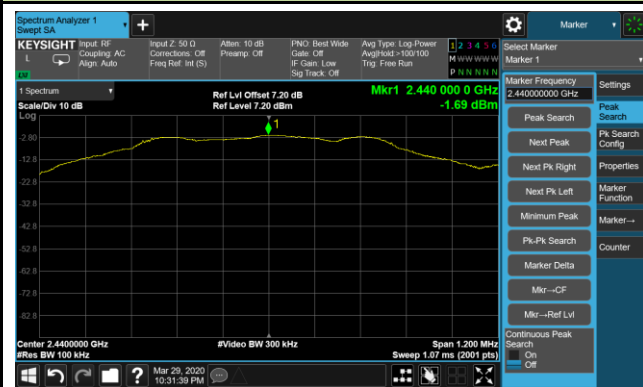 Spectrum Analyzer 1
Swept SA
+
Marker
KEYSIGHT
L
Input: RF
Coupling: AC
Align: Auto
Input Z: 50 Ω
Corrections: Off
Freq Ref: Int (S)
Atten: 10 dB
Preamp: Off
PNO: Best Wide
Gate: Off
IF Gain: Low
Sig Track: Off
Avg Type: Log-Power
Avg|Hold:>100/100
Trig: Free Run
1 2 3 4 5 6
M W W W W W
P N N N N N
Select Marker
Marker 1
1 Spectrum
Scale/Div 10 dB
Log
Ref Lvl Offset 7.20 dB
Ref Level 7.20 dBm
Mkr1 2.440 000 0 GHz
-1.69 dBm
1
-2.80
-12.8
-22.8
-32.8
-42.8
-52.8
-62.8
-72.8
-82.8
Center 2.4400000 GHz
#Res BW 100 kHz
#Video BW 300 kHz
Span 1.200 MHz
Sweep 1.07 ms (2001 pts)
Marker Frequency
2.440000000 GHz
Peak Search
Next Peak
Next Pk Right
Next Pk Left
Minimum Peak
Pk-Pk Search
Marker Delta
Mkr→CF
Mkr→Ref Lvl
Continuous Peak
Search
On
Off
Settings
Peak
Search
Pk Search
Config
Properties
Marker
Function
Marker→
Counter
?
Mar 29, 2020
10:31:39 PM